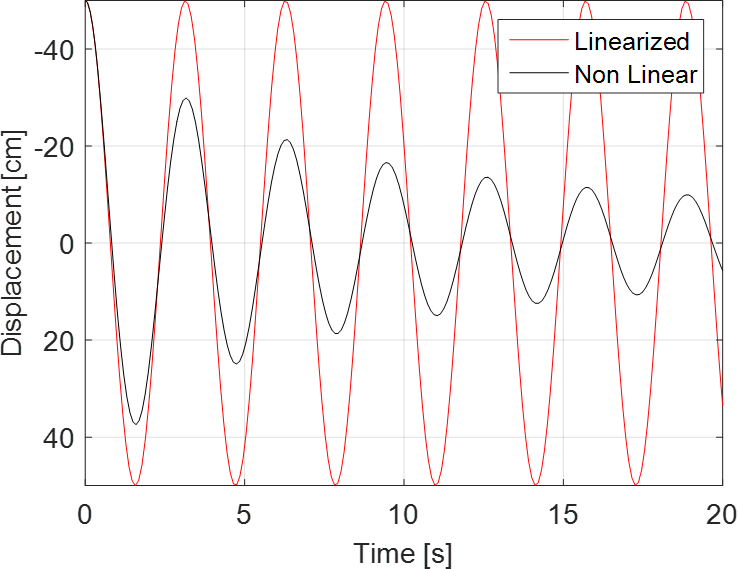 Linearized
Non Linear
-40
-20
0
20
40
Displacement [cm]
0 5 10 15 20
Time [s]